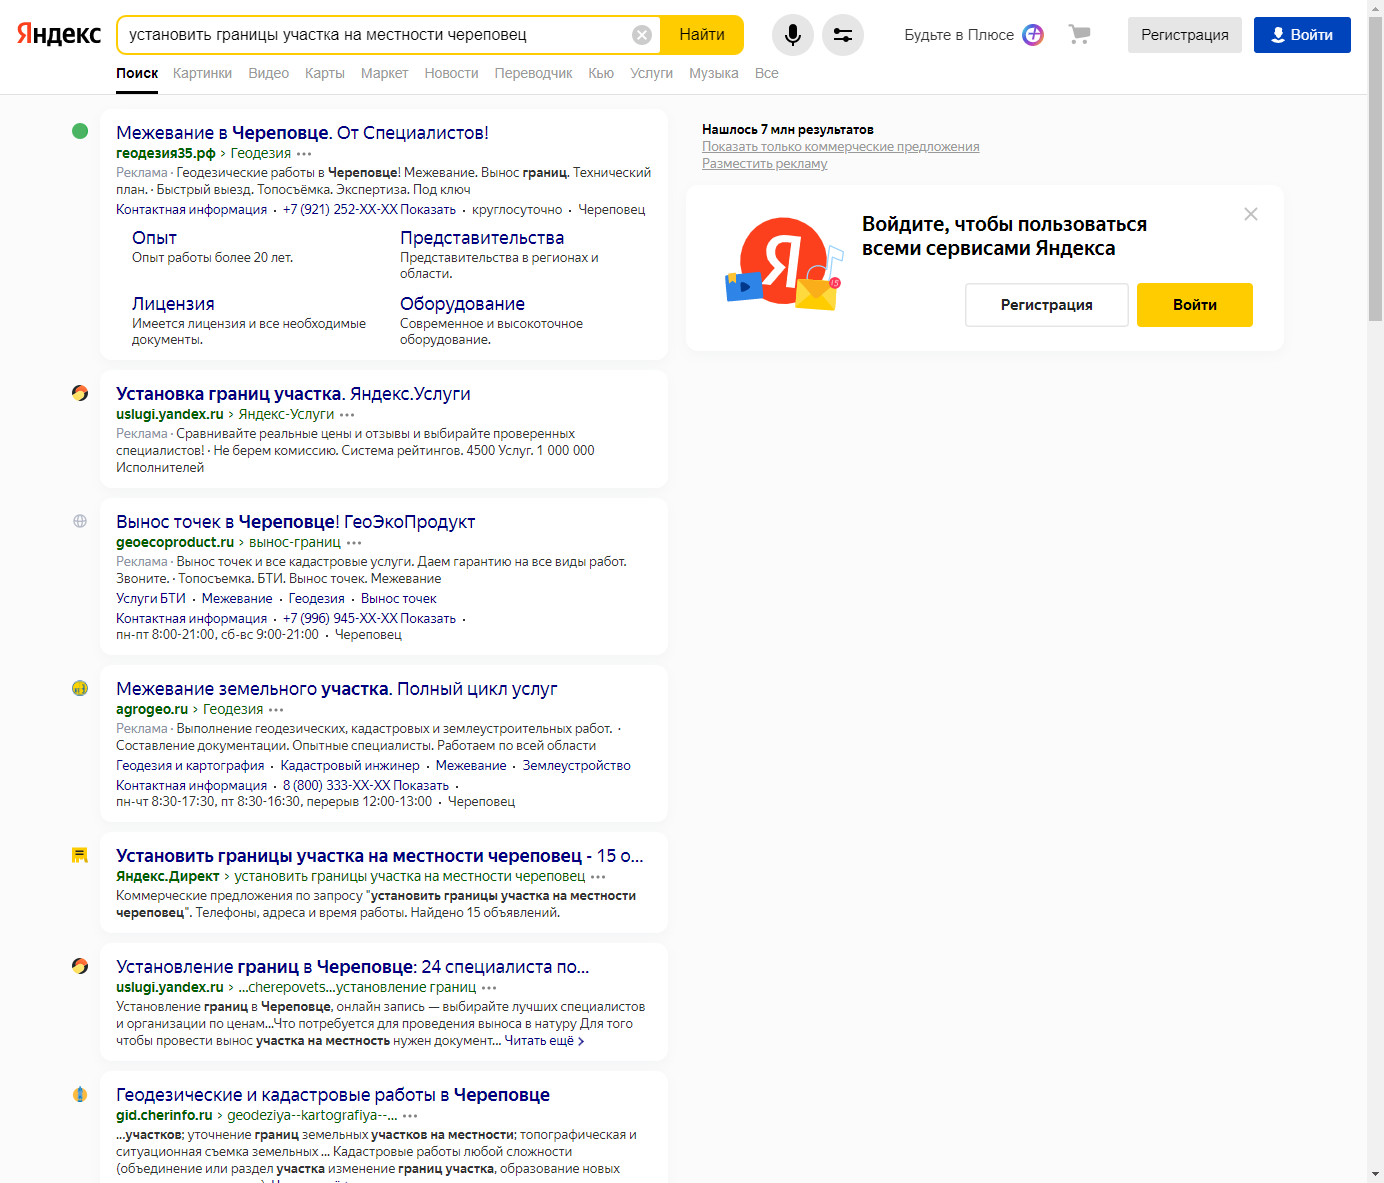 Яндекс
установить границы участка на местности череповец
Найти
Будьте в Плюсе
Регистрация
Войти
Поиск Картинки Видео Карты Маркет Новости Переводчик Кью Услуги Музыка Все
Межевание в Череповце. От Специалистов!
геодезия35.рф › Геодезия
Реклама · Геодезические работы в Череповце! Межевание. Вынос границ. Технический
план. · Быстрый выезд. Топосъёмка. Экспертиза. Под ключ
Контактная информация · +7 (921) 252-XX-XX Показать · круглосуточно · Череповец
Опыт
Опыт работы более 20 лет.
Представительства
Представительства в регионах и
области.
Лицензия
Имеется лицензия и все необходимые
документы.
Оборудование
Современное и высокоточное
оборудование.
Нашлось 7 млн результатов
Показать только коммерческие предложения
Разместить рекламу
Я
15
Войдите, чтобы пользоваться
всеми сервисами Яндекса
Регистрация
Войти
Установка границ участка. Яндекс.Услуги
uslugi.yandex.ru › Яндекс-Услуги
Реклама · Сравнивайте реальные цены и отзывы и выбирайте проверенных
специалистов! · Не берем комиссию. Система рейтингов. 4500 Услуг. 1 000 000
Исполнителей
Вынос точек в Череповце! ГеоЭкоПродукт
geoecoproduct.ru › вынос-границ
Реклама · Вынос точек и все кадастровые услуги. Даем гарантию на все виды работ.
Звоните. · Топосъемка. БТИ. Вынос точек. Межевание
Услуги БТИ · Межевание · Геодезия · Вынос точек
Контактная информация · +7 (996) 945-XX-XX Показать ·
пн-пт 8:00-21:00, сб-вс 9:00-21:00 · Череповец
Межевание земельного участка. Полный цикл услуг
agrogeo.ru › Геодезия
Реклама · Выполнение геодезических, кадастровых и землеустроительных работ. ·
Составление документации. Опытные специалисты. Работаем по всей области
Геодезия и картография · Кадастровый инжинер · Межевание · Землеустройство
Контактная информация · 8 (800) 333-XX-XX Показать ·
пн-чт 8:30-17:30, пт 8:30-16:30, перерыв 12:00-13:00 · Череповец
Установить границы участка на местности череповец - 15 о...
Яндекс.Директ › установить границы участка на местности череповец
Коммерческие предложения по запросу "установить границы участка на местности
череповец". Телефоны, адреса и время работы. Найдено 15 объявлений.
Установление границ в Череповце: 24 специалиста по...
uslugi.yandex.ru › ...cherepovets...установление границ
Установление границ в Череповце, онлайн запись — выбирайте лучших специалистов
и организации по ценам...Что потребуется для проведения выноса в натуру Для того
чтобы провести вынос участка на местность нужен документ... Читать ещё ›
Геодезические и кадастровые работы в Череповце
gid.cherinfo.ru › geodeziya--kartografiya--...
...участков; уточнение границ земельных участков на местности; топографическая и
ситуационная съемка земельных ... Кадастровые работы любой сложности
(объединение или раздел участка изменение границ участка, образование новых